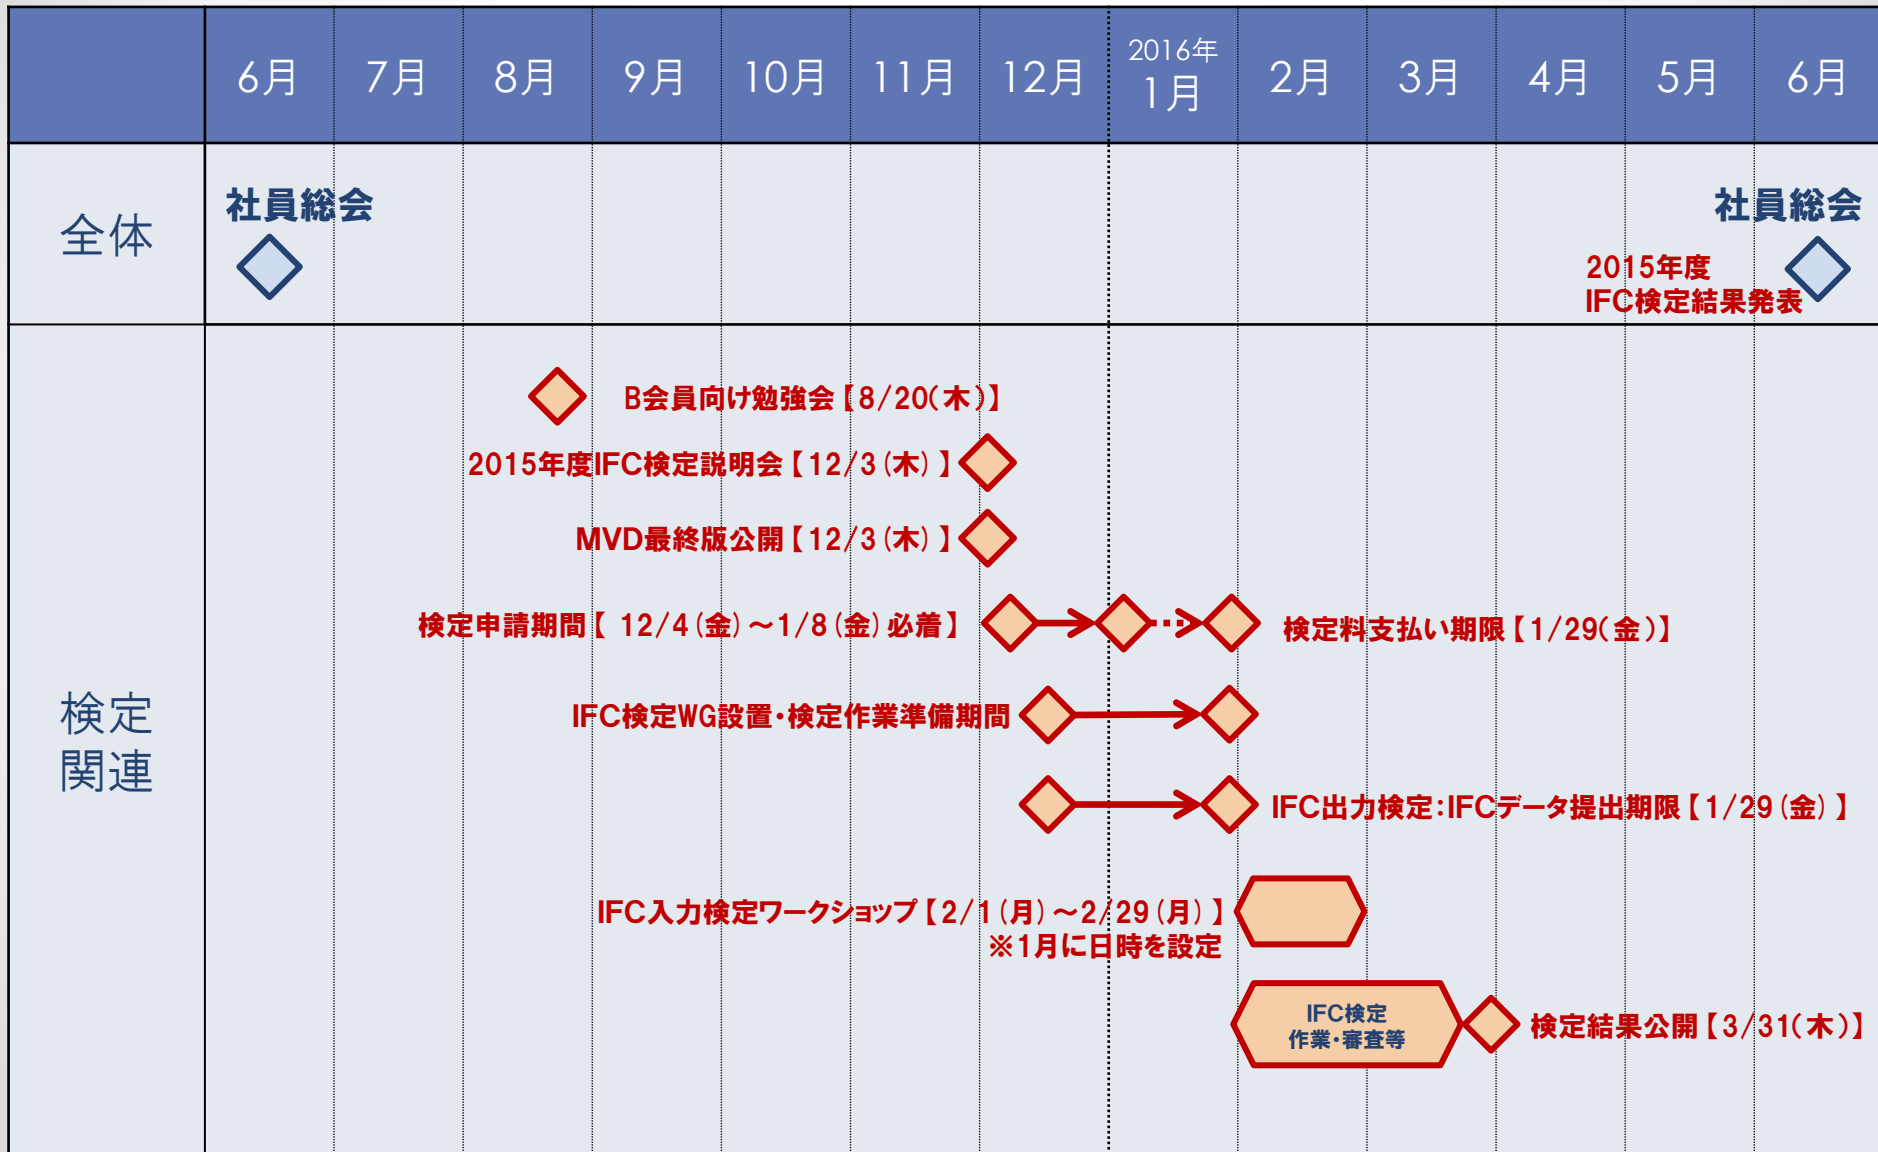 6月 7月 8月 9月 10月 11月 12月 2016年 1月 2月 3月 4月 5月 6月
全体
社員総会
社員総会
2015年度
IFC検定結果発表
検定
関連
B会員向け勉強会【8/20(木)】
2015年度IFC検定説明会【12/3(木)】
MVD最終版公開【12/3(木)】
検定申請期間【 12/4(金)～1/8(金)必着】
検定料支払い期限【1/29(金)】
IFC検定WG設置・検定作業準備期間
IFC出力検定：IFCデータ提出期限【1/29(金)】
IFC入力検定ワークショップ【2/1(月)～2/29(月)】
※1月に日時を設定
IFC検定
作業・審査等
検定結果公開【3/31(木)】